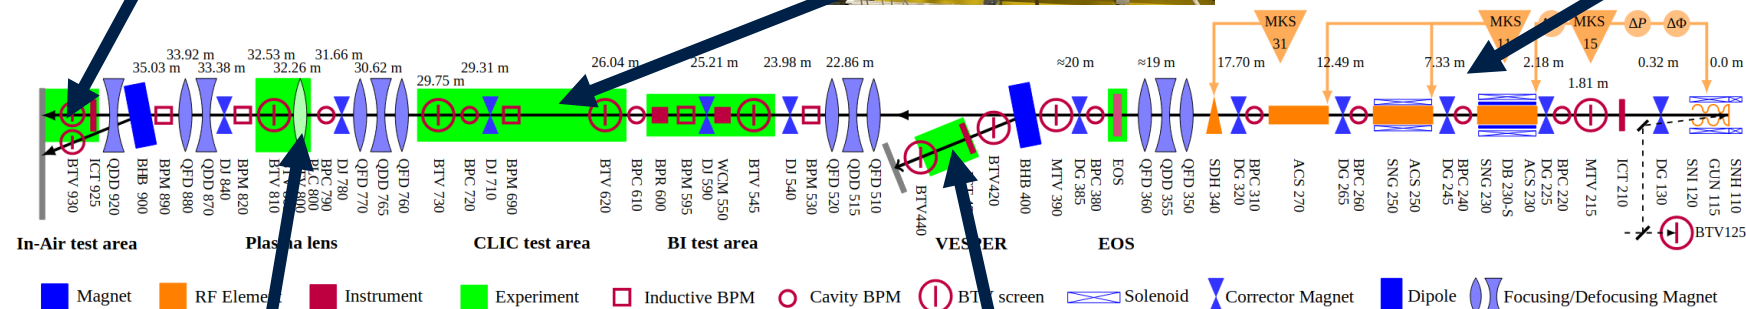 MKS
31
MKS
MKS
15
ΔP
ΔΦ
33.92 m
32.53 m
31.66 m
35.03 m
33.38 m
32.26 m
30.62 m
29.75 m
29.31 m
26.04 m
25.21 m
23.98 m
22.86 m
≈20 m
≈19 m
17.70 m
12.49 m
7.33 m
2.18 m
1.81 m
0.32 m
0.0 m
BTV 930
ICT 925
QDD 920
BHB 900
BPM 890
QFD 880
QDD 870
DJ 840
BPM 820
BTV 810
BPC 790
DJ 780
QFD 770
QDD 765
QFD 760
BTV 730
BPC 720
DJ 710
BPM 690
BTV 620
BPC 610
BPR 600
BPM 595
DJ 590
WCM 550
BTV 545
DJ 540
BPM 530
QFD 520
QDD 515
QFD 510
BTV440
BTV420
BHB 400
MTV 390
DG 385
BPC 380
EOS
QFD 360
QDD 355
QFD 350
SDH 340
DG 320
BPC 310
ACS 270
DG 265
BPC 260
SNG 250
ACS 250
DG 245
BPC 240
SNG 230
DB 230-S
ACS 230
DG 225
BPC 220
MTV 215
ICT 210
DG 130
SNI 120
GUN 115
SNH 110
BTV125
In-Air test area
Plasma lens
CLIC test area
BI test area
VESPER
EOS
Magnet
RF Element
Instrument
Experiment
Inductive BPM
Cavity BPM
BTV screen
Solenoid
Corrector Magnet
Dipole
Focusing/Defocusing Magnet